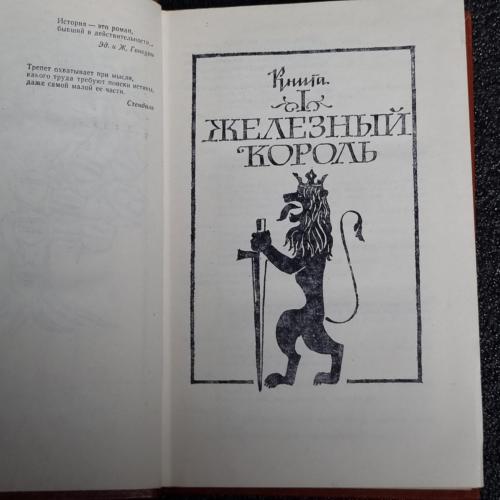 История — это роман,
бывший в действительности...
Эд. и Ж. Гонкуры
Трепет охватывает при мысли,
какого труда требуют поиски истины,
даже самой малой ее части.
Стендаль
Книга
I
ЖЕЛЕЗНЫЙ
КОРОЛЬ